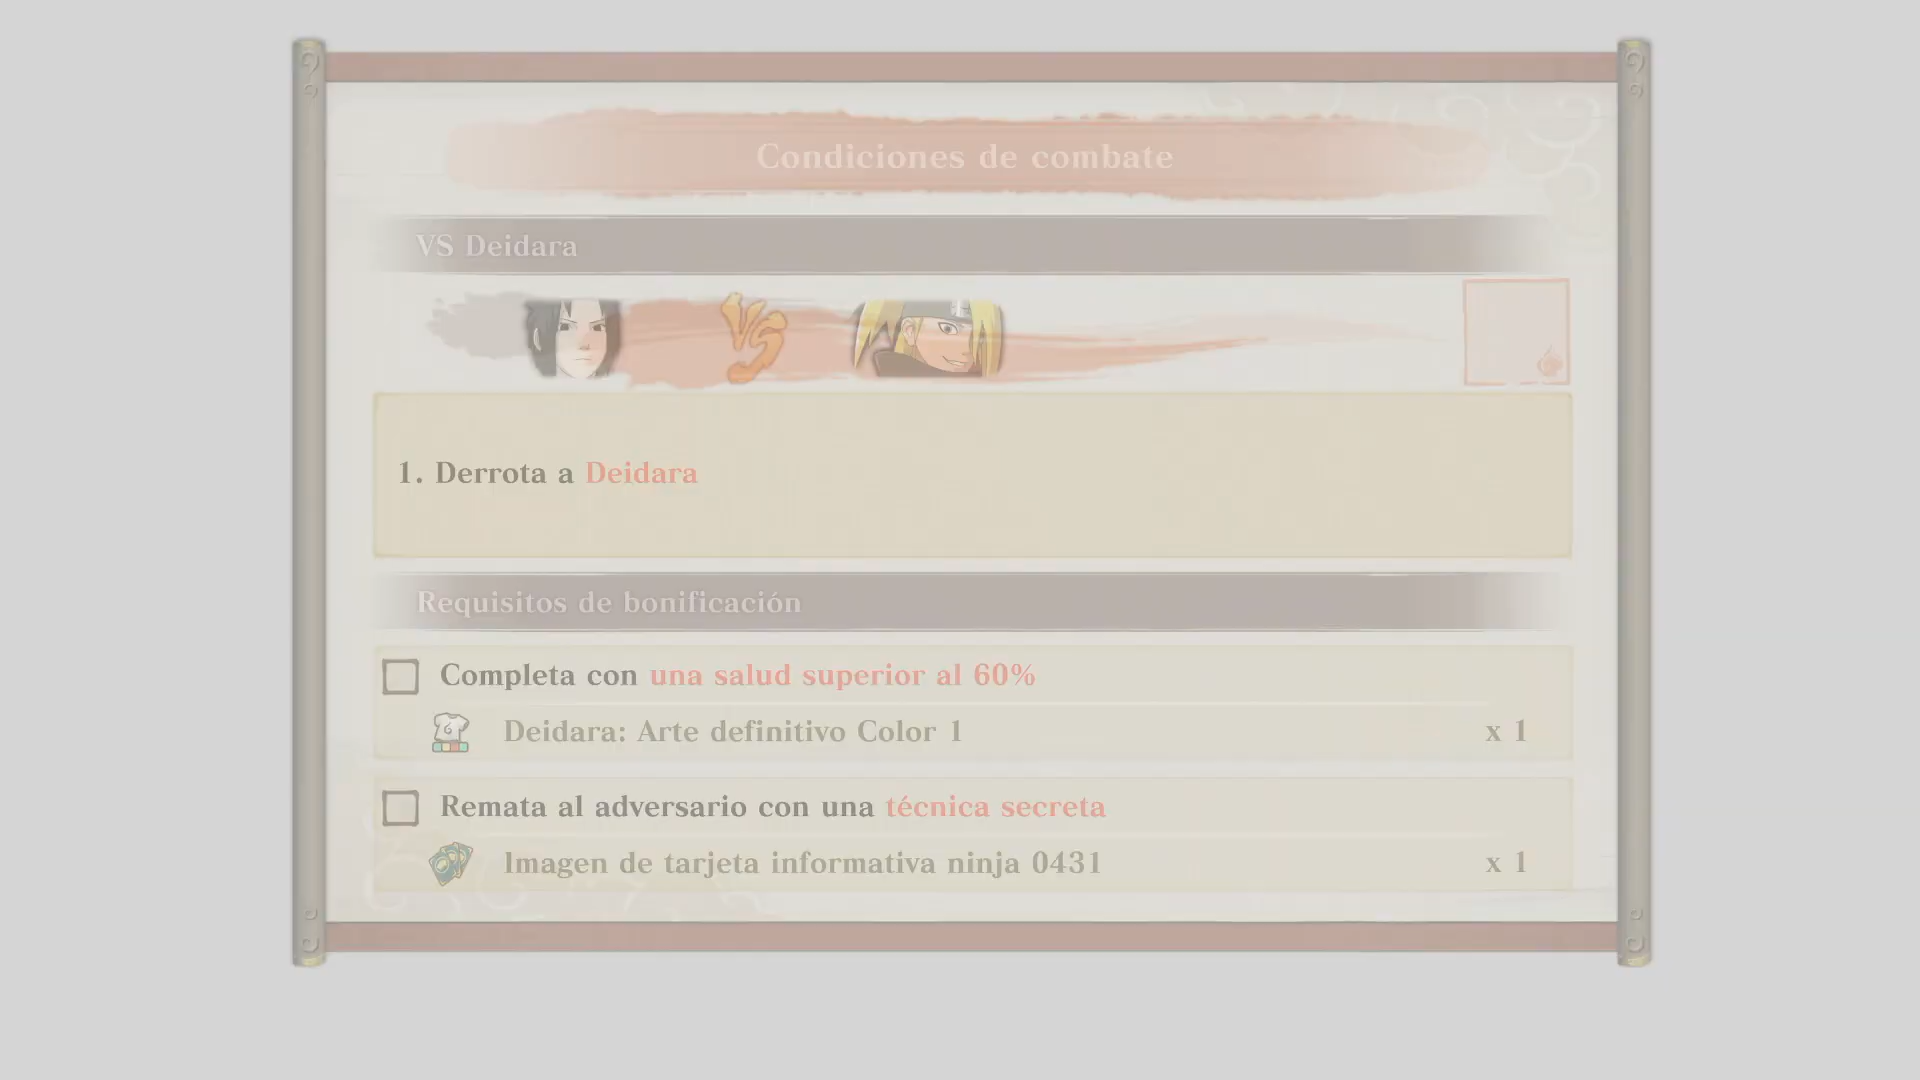 Condiciones de combate
VS Deidara
VS
1. Derrota a Deidara
Requisitos de bonificación
Completa con una salud superior al 60%
Deidara: Arte definitivo Color 1 x 1
Remata al adversario con una técnica secreta
Imagen de tarjeta informativa ninja 0431 x 1